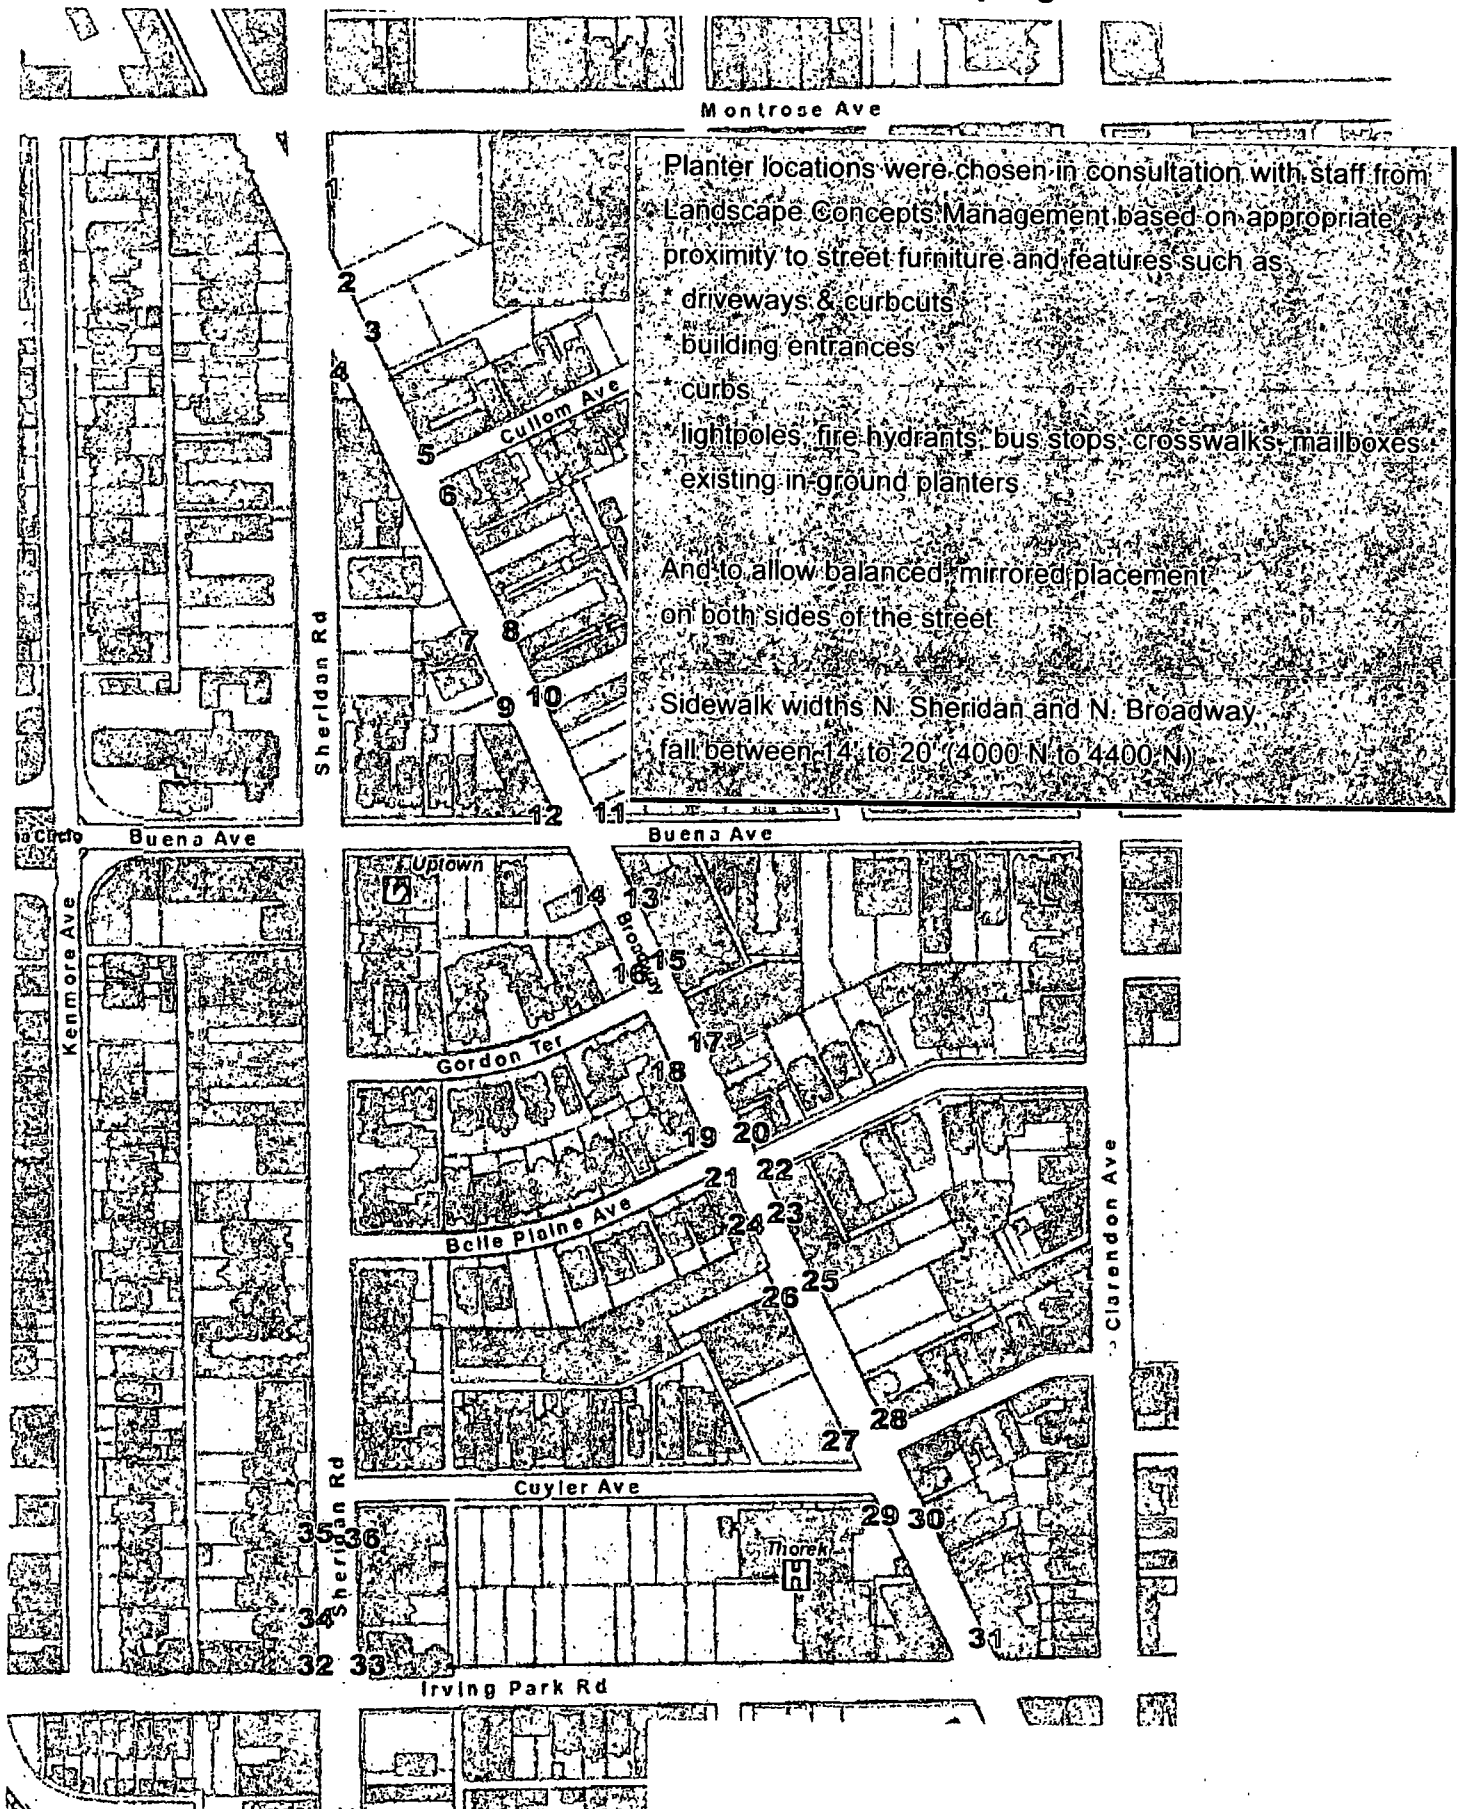 Montrose Ave
Planter locations were chosen in consultation with staff from
Landscape Concepts Management based on appropriate
proximity to street furniture and features such as
* driveways & curbcuts
* building entrances
* curbs
* lightpoles, fire hydrants, bus stops, crosswalks, mailboxes
* existing in-ground planters
And to allow balanced, mirrored placement
on both sides of the street
Sidewalk widths N. Sheridan and N. Broadway
fall between 14' to 20' (4000 N to 4400 N)
1
2
3
4
Cullom Ave
5
6
Sheridan Rd
7
8
9
10
12
11
Buena Ave
Buena Ave
Uptown
14
13
Broadway
Kenmore Ave
16
15
Gordon Ter
17
18
19
20
21
22
Belle Plaine Ave
24
23
Clarendon Ave
26
25
27
28
Cuyler Ave
Sheridan Rd
35
36
29
30
Thorek
H
34
31
32
33
Irving Park Rd